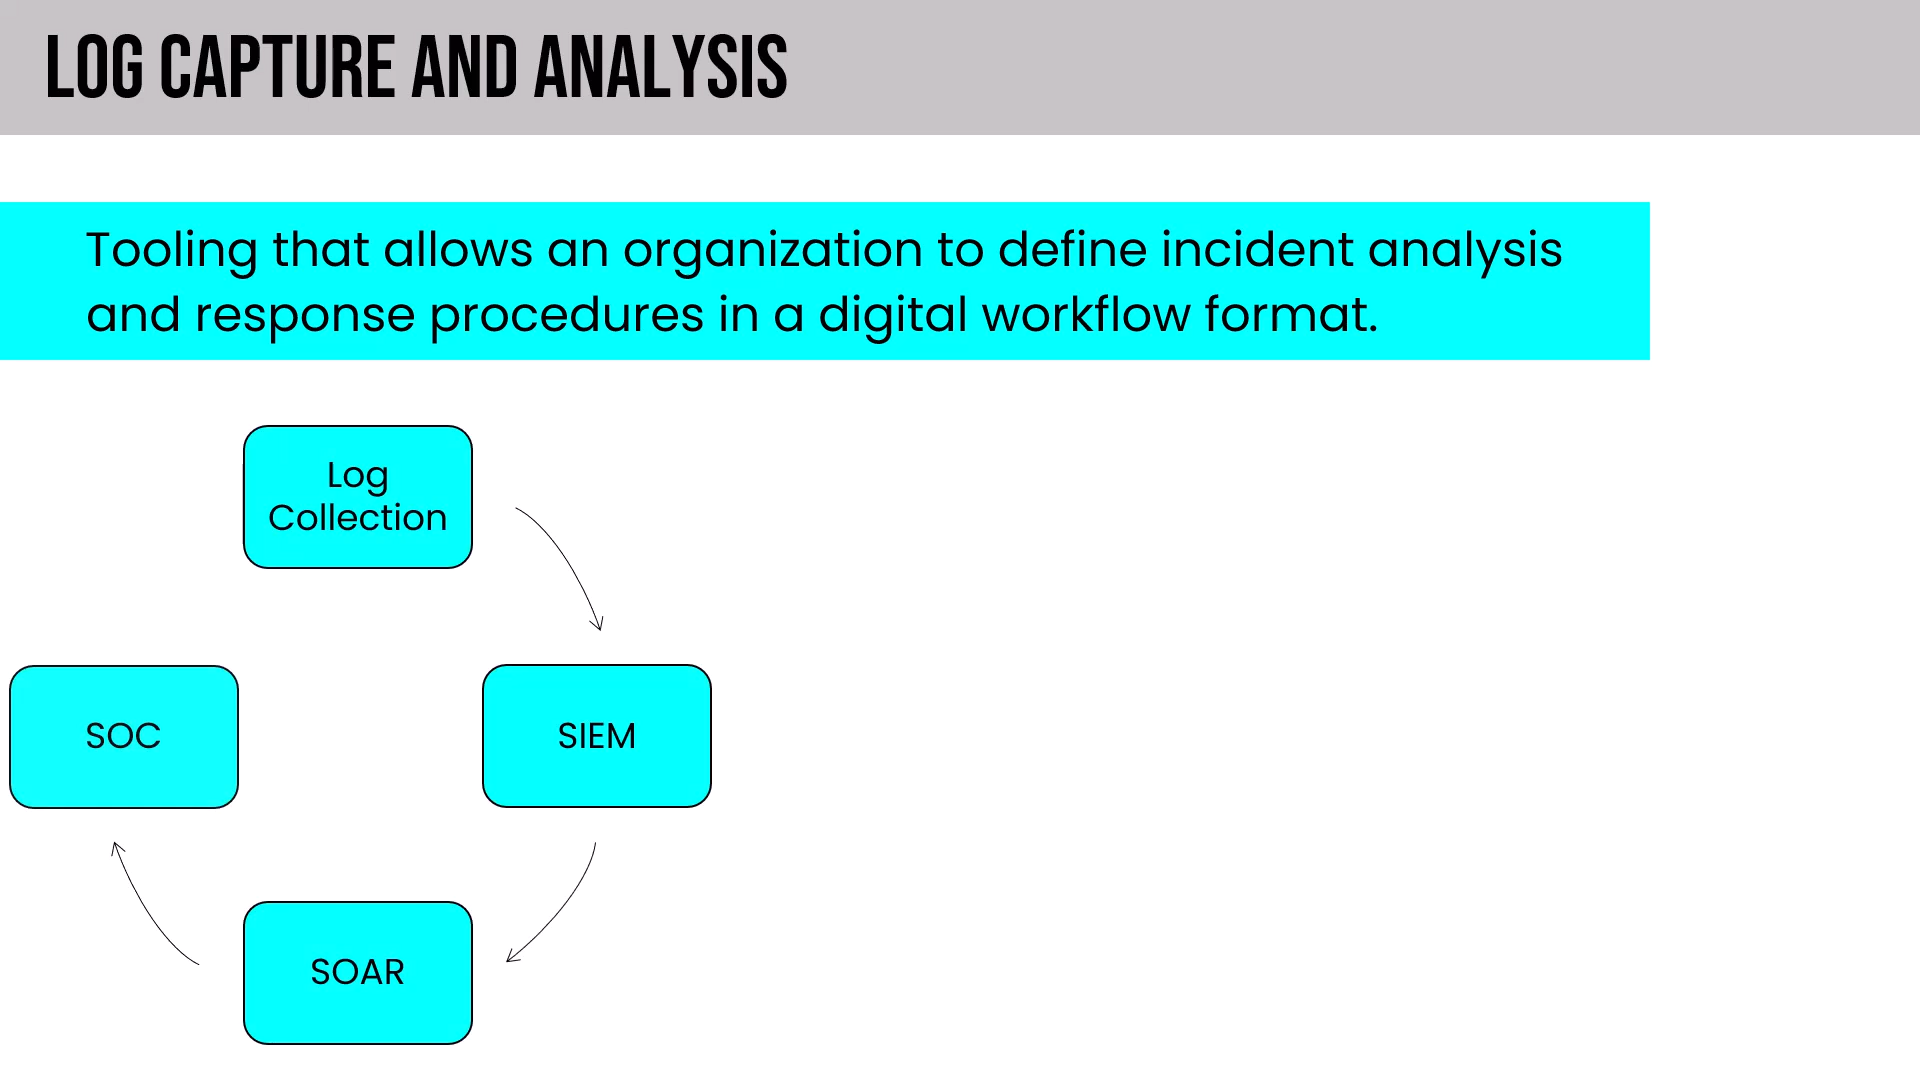 LOG CAPTURE AND ANALYSIS
Tooling that allows an organization to define incident analysis
and response procedures in a digital workflow format.
Log
Collection
SOC
SIEM
SOAR